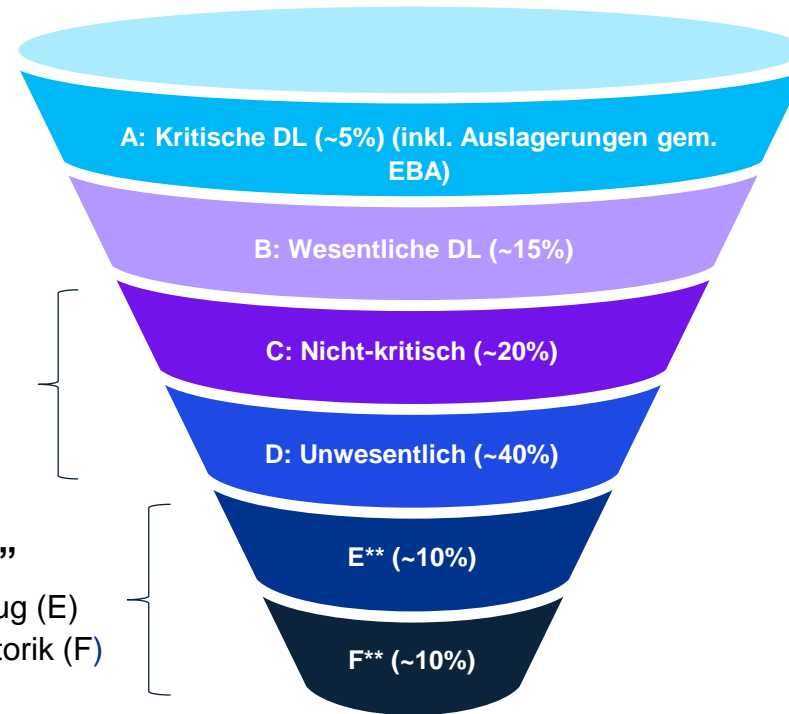 A: Kritische DL (~5%) (inkl. Auslagerungen gem.
EBA)
B: Wesentliche DL (~15%)
C: Nicht-kritisch (~20%)
D: Unwesentlich (~40%)
”
ug (E)
E** (~10%)
torik (F)
F** (~10%)